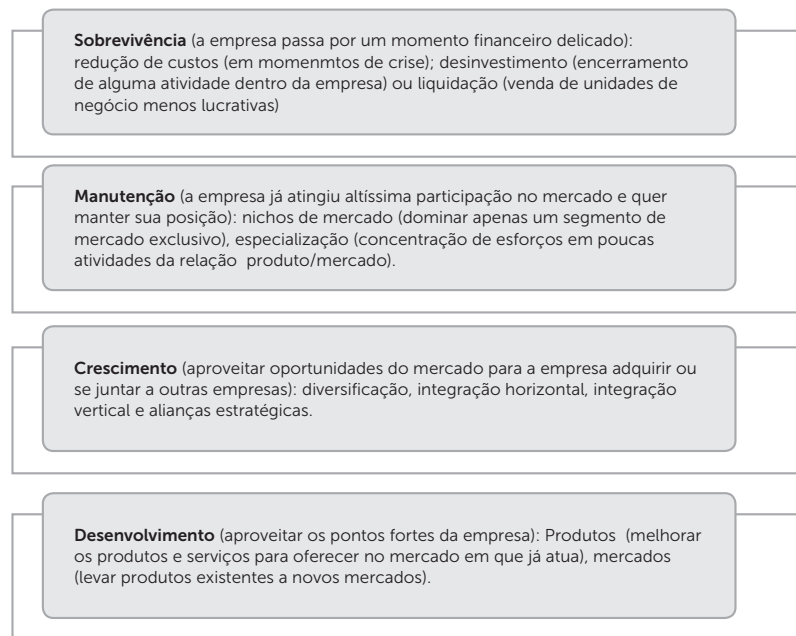 Sobrevivência (a empresa passa por um momento financeiro delicado):
redução de custos (em momenmtos de crise); desinvestimento (encerramento
de alguma atividade dentro da empresa) ou liquidação (venda de unidades de
negócio menos lucrativas)
Manutenção (a empresa já atingiu altíssima participação no mercado e quer
manter sua posição): nichos de mercado (dominar apenas um segmento de
mercado exclusivo), especialização (concentração de esforços em poucas
atividades da relação produto/mercado).
Crescimento (aproveitar oportunidades do mercado para a empresa adquirir ou
se juntar a outras empresas): diversificação, integração horizontal, integração
vertical e alianças estratégicas.
Desenvolvimento (aproveitar os pontos fortes da empresa): Produtos (melhorar
os produtos e serviços para oferecer no mercado em que já atua), mercados
(levar produtos existentes a novos mercados).